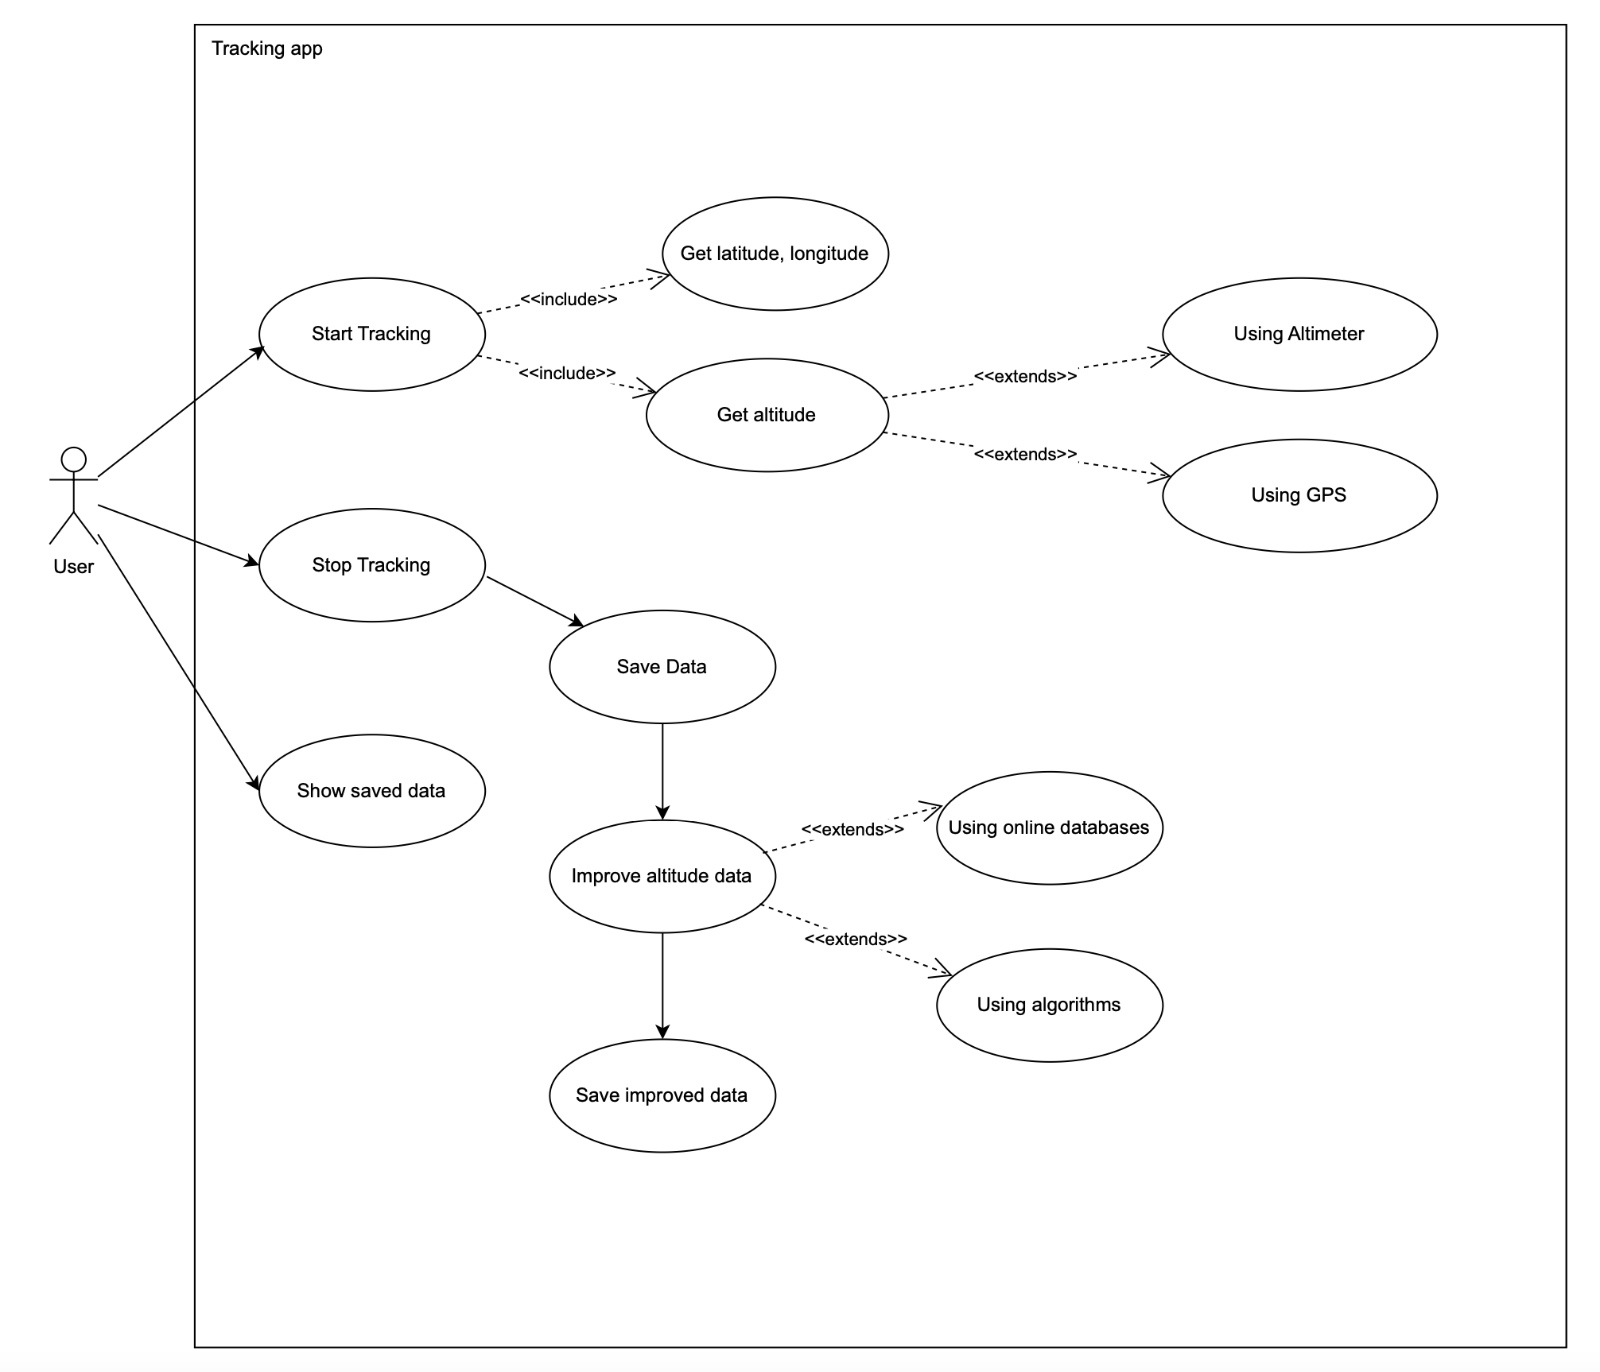 Tracking app
Get latitude, longitude
<<include>>
Start Tracking
Using Altimeter
<<include>>
<<extends>>
Get altitude
<<extends>>
Using GPS
User
Stop Tracking
Save Data
Show saved data
<<extends>>
Using online databases
Improve altitude data
<<extends>>
Using algorithms
Save improved data